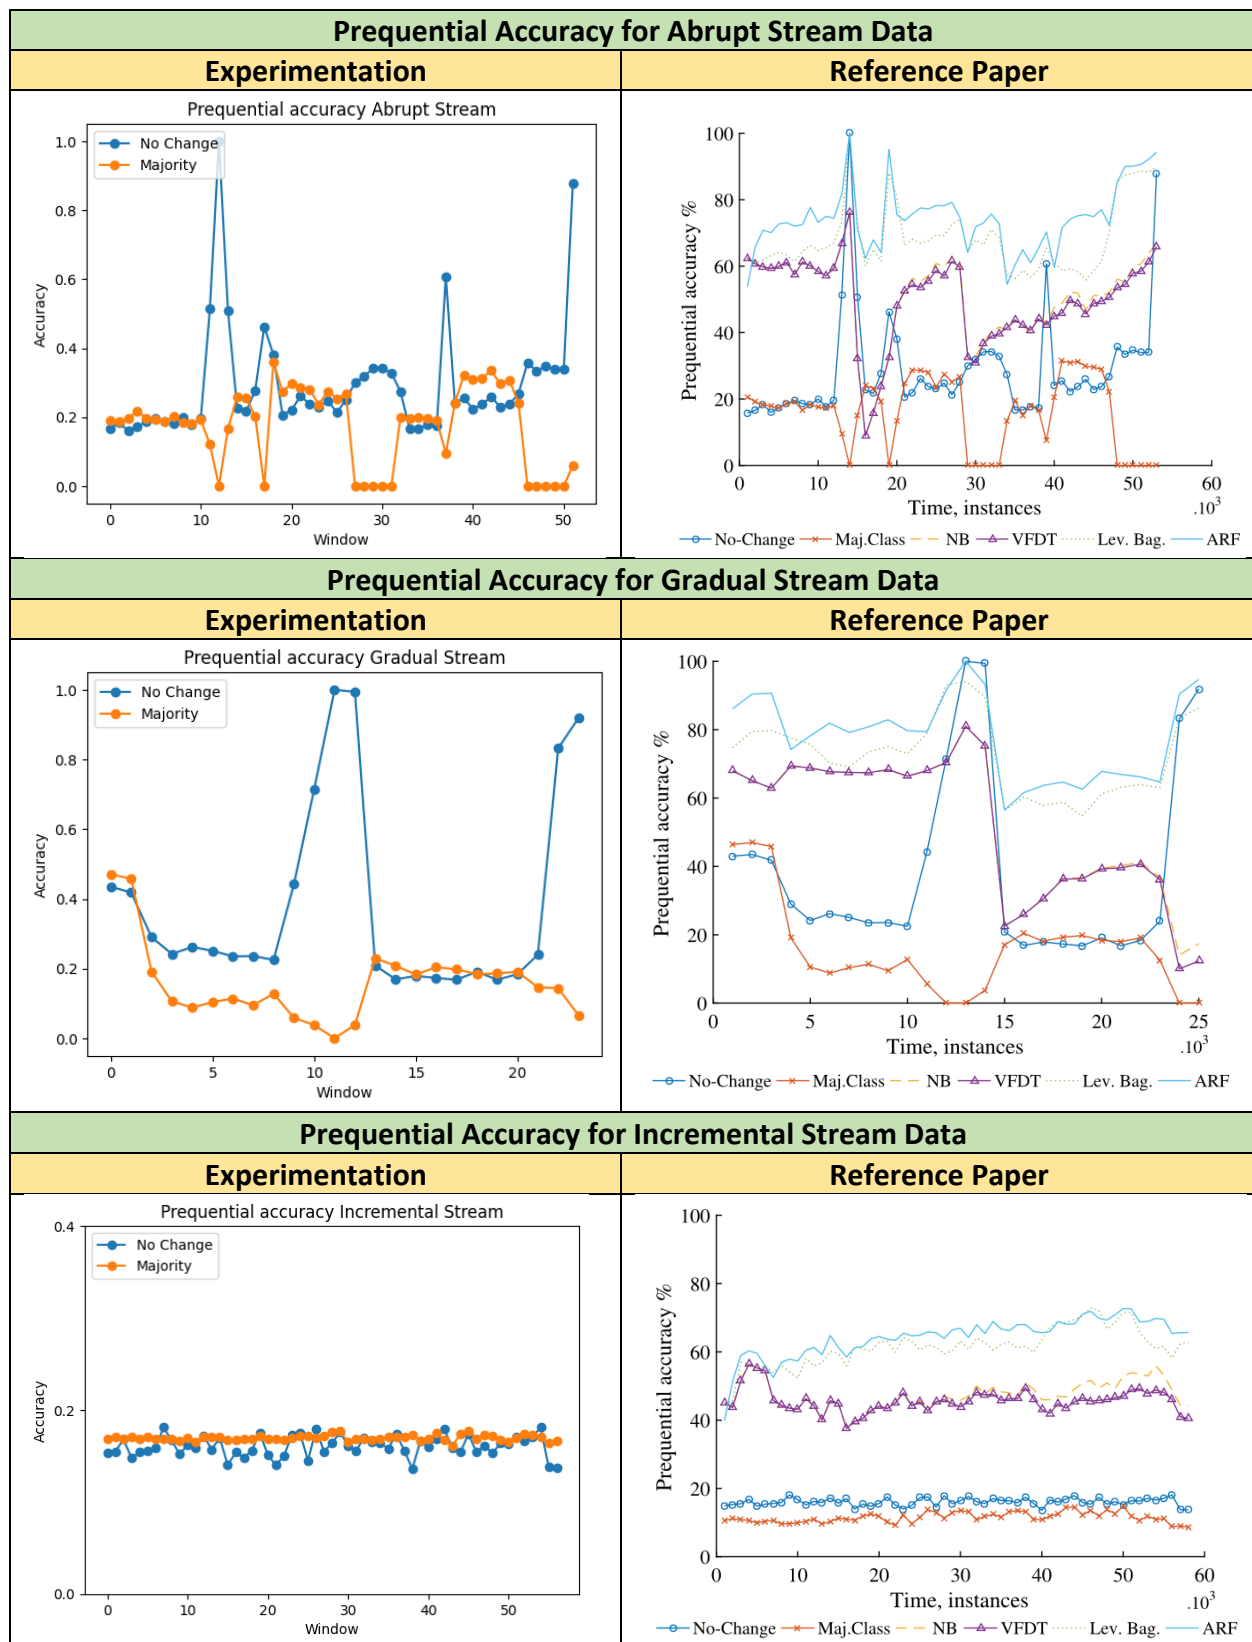 Prequential Accuracy for Abrupt Stream Data
Experimentation
Reference Paper
Prequential accuracy Abrupt Stream
No Change
Majority
1.0
0.8
0.6
0.4
0.2
0.0
Accuracy
0 10 20 30 40 50
Window
100
80
60
40
20
0
Prequential accuracy %
0 10 20 30 40 50 60
Time, instances .10³
No-Change Maj.Class NB VFDT Lev. Bag. ARF
Prequential Accuracy for Gradual Stream Data
Experimentation
Reference Paper
Prequential accuracy Gradual Stream
No Change
Majority
1.0
0.8
0.6
0.4
0.2
0.0
Accuracy
0 5 10 15 20
Window
100
80
60
40
20
0
Prequential accuracy %
0 5 10 15 20 25
Time, instances .10³
No-Change Maj.Class NB VFDT Lev. Bag. ARF
Prequential Accuracy for Incremental Stream Data
Experimentation
Reference Paper
Prequential accuracy Incremental Stream
No Change
Majority
0.4
0.2
0.0
Accuracy
0 10 20 30 40 50
Window
100
80
60
40
20
0
Prequential accuracy %
0 10 20 30 40 50 60
Time, instances .10³
No-Change Maj.Class NB VFDT Lev. Bag. ARF